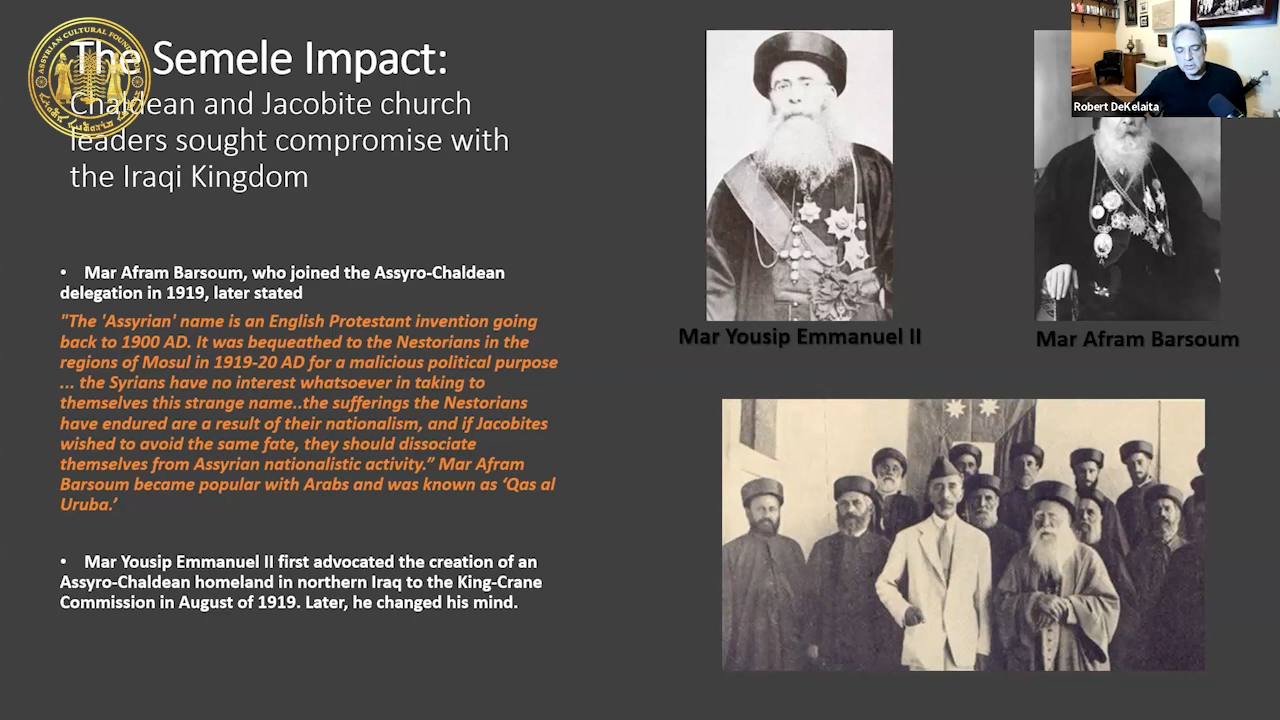 ASSYRIAN CULTURAL FOUND
The Semele Impact:
Chaldean and Jacobite church
leaders sought compromise with
the Iraqi Kingdom
• Mar Afram Barsoum, who joined the Assyro-Chaldean
delegation in 1919, later stated
"The 'Assyrian' name is an English Protestant invention going
back to 1900 AD. It was bequeathed to the Nestorians in the
regions of Mosul in 1919-20 AD for a malicious political purpose
... the Syrians have no interest whatsoever in taking to
themselves this strange name..the sufferings the Nestorians
have endured are a result of their nationalism, and if Jacobites
wished to avoid the same fate, they should dissociate
themselves from Assyrian nationalistic activity.” Mar Afram
Barsoum became popular with Arabs and was known as ‘Qas al
Uruba.’
• Mar Yousip Emmanuel II first advocated the creation of an
Assyro-Chaldean homeland in northern Iraq to the King-Crane
Commission in August of 1919. Later, he changed his mind.
Mar Yousip Emmanuel II
Mar Afram Barsoum
Robert DeKelaita